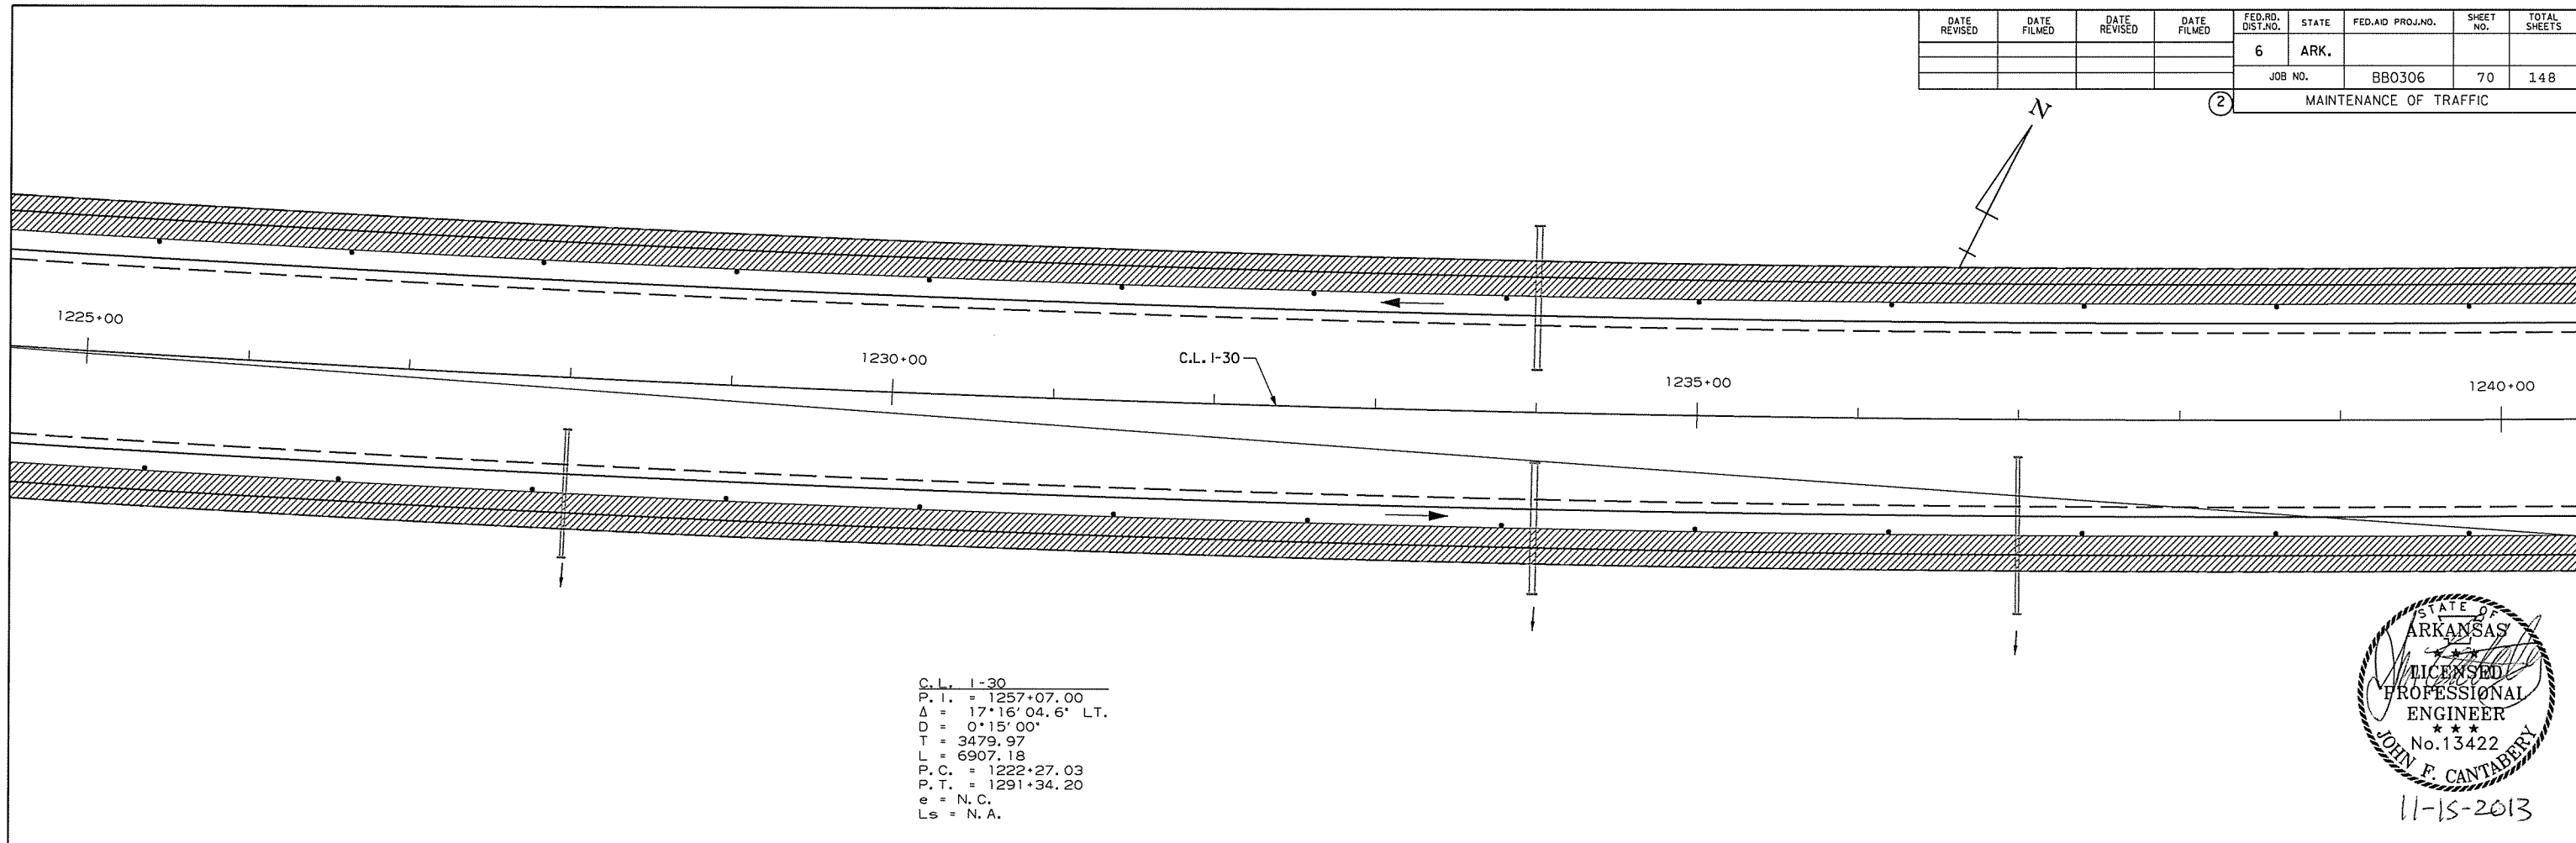 DATE REVISED DATE FILMED DATE REVISED DATE FILMED FED.RD. DIST.NO. STATE FED.AID PROJ.NO. SHEET NO. TOTAL SHEETS
6 ARK.
JOB NO. BB0306 70 148
2 MAINTENANCE OF TRAFFIC
N
1225+00
1230+00
C.L. I-30
1235+00
1240+00
C.L. I-30
P.I. = 1257+07.00
Δ = 17°16'04.6" LT.
D = 0°15'00"
T = 3479.97
L = 6907.18
P.C. = 1222+27.03
P.T. = 1291+34.20
e = N.C.
Ls = N.A.
STATE OF
ARKANSAS
★ ★ ★
LICENSED
PROFESSIONAL
ENGINEER
★ ★ ★
No.13422
JOHN F. CANTABERY
11-15-2013